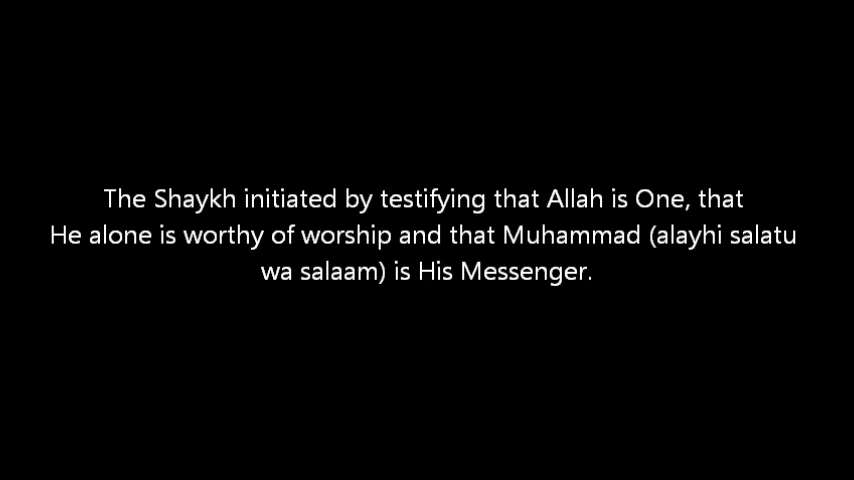 The Shaykh initiated by testifying that Allah is One, that
He alone is worthy of worship and that Muhammad (alayhi salatu
wa salaam) is His Messenger.